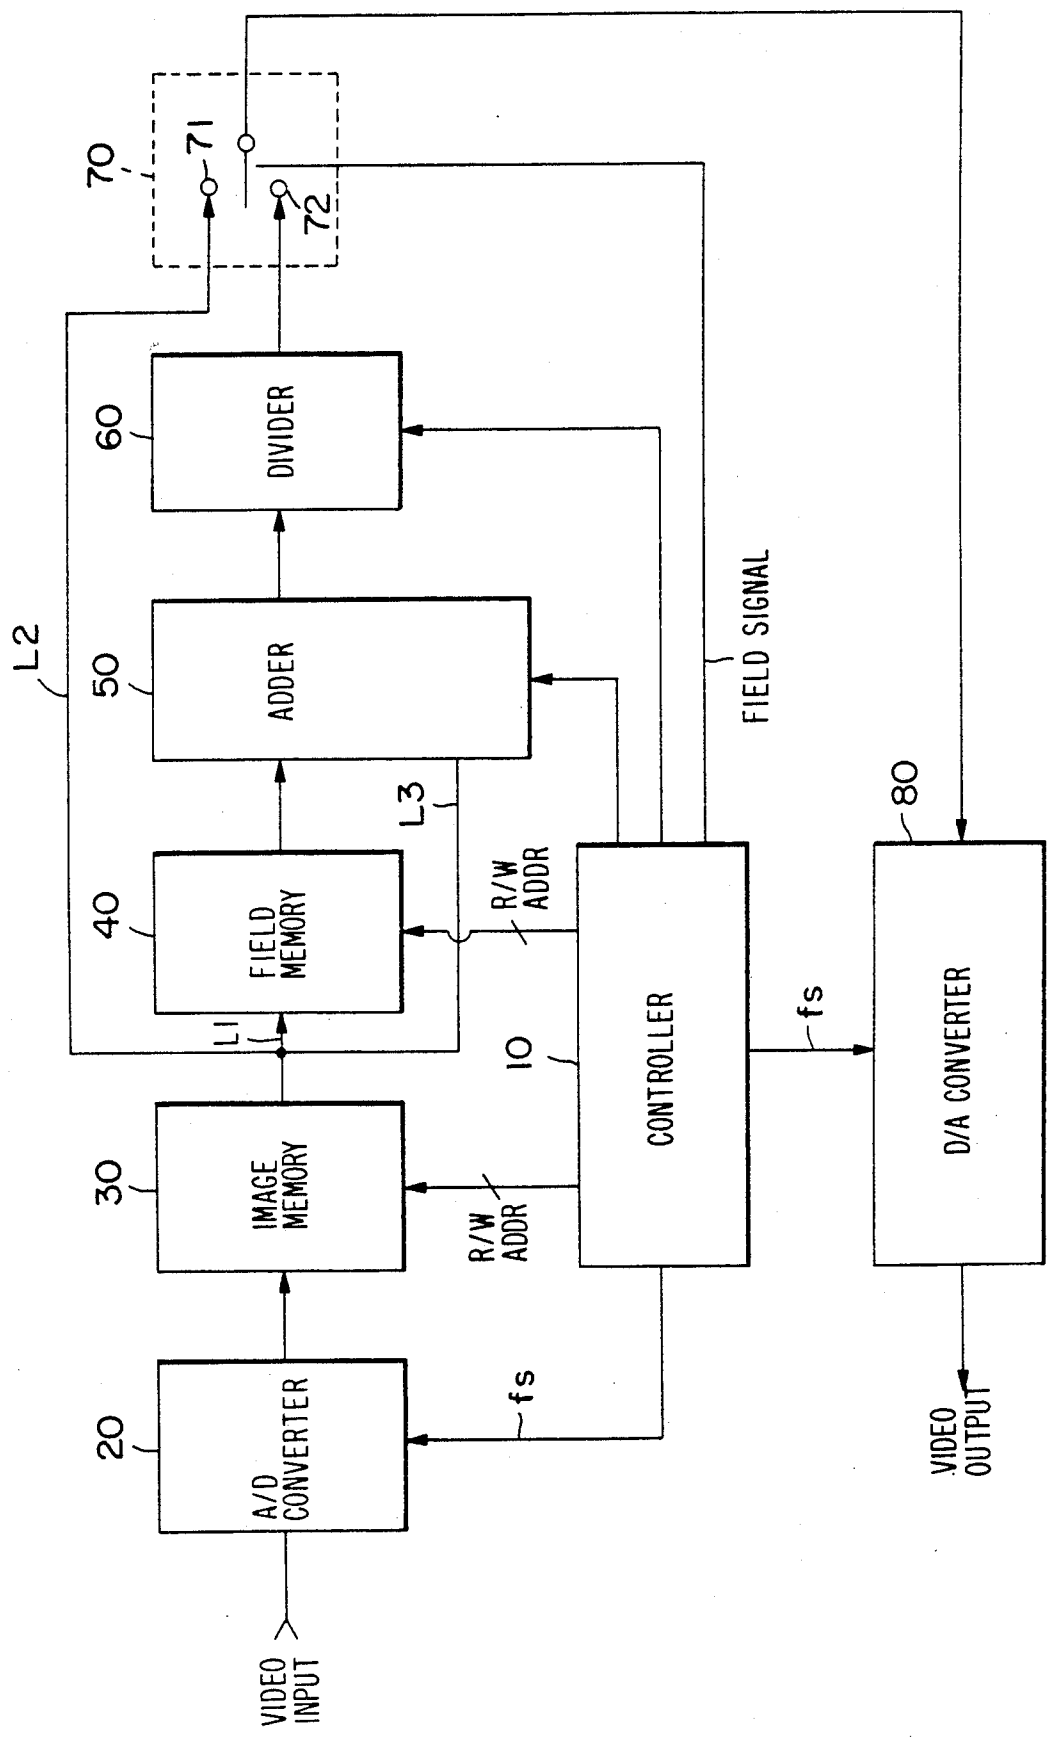 L2
70
71
72
60
DIVIDER
50
ADDER
L3
40
FIELD
MEMORY
L1
30
IMAGE
MEMORY
20
A/D
CONVERTER
VIDEO
INPUT
R/W
ADDR
R/W
ADDR
fs
10
CONTROLLER
FIELD SIGNAL
fs
80
D/A CONVERTER
VIDEO
OUTPUT